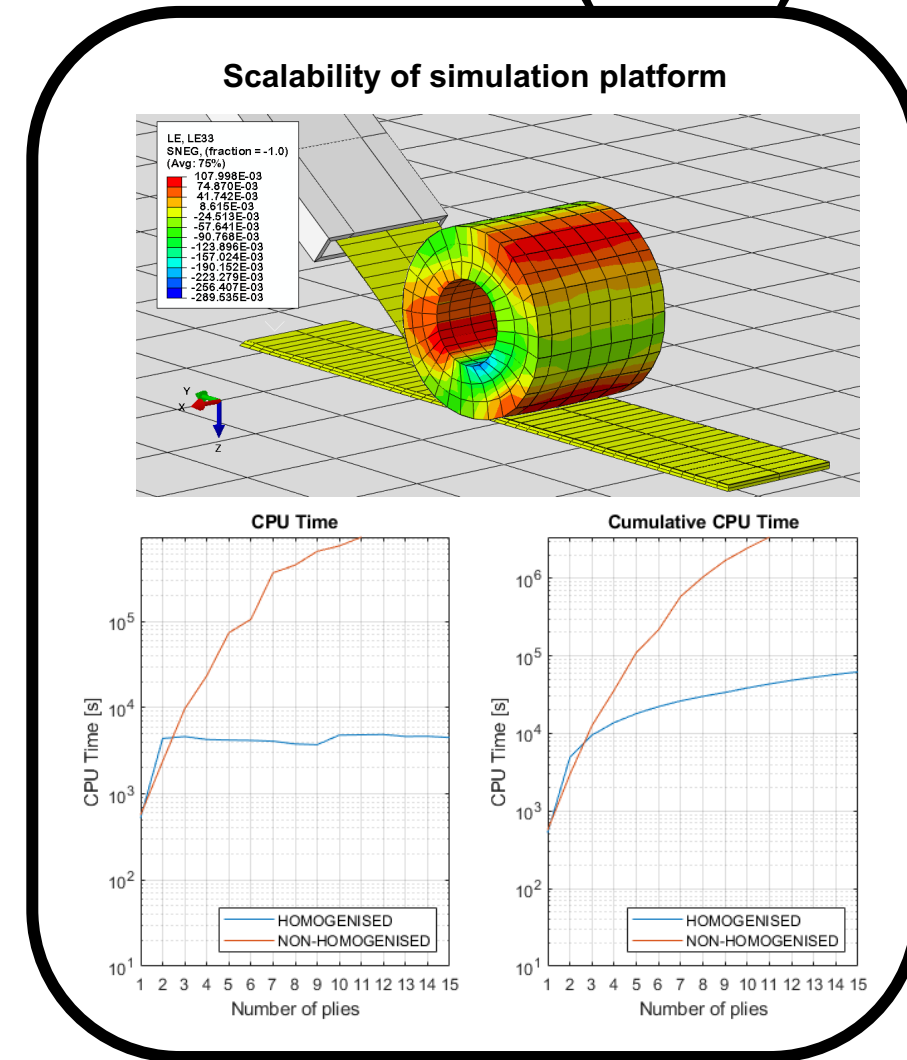 Scalability of simulation platform
LE, LE33
SNEG, (fraction = -1.0)
(Avg: 75%)
107.998E-03
74.870E-03
41.742E-03
8.615E-03
-24.513E-03
-57.641E-03
-90.768E-03
-123.896E-03
-157.024E-03
-190.152E-03
-223.279E-03
-256.407E-03
-289.535E-03
Y
X
Z
CPU Time
CPU Time [s]
10^5
10^4
10^3
10^2
10^1
HOMOGENISED
NON-HOMOGENISED
1 2 3 4 5 6 7 8 9 10 11 12 13 14 15
Number of plies
Cumulative CPU Time
CPU Time [s]
10^6
10^5
10^4
10^3
10^2
10^1
HOMOGENISED
NON-HOMOGENISED
1 2 3 4 5 6 7 8 9 10 11 12 13 14 15
Number of plies